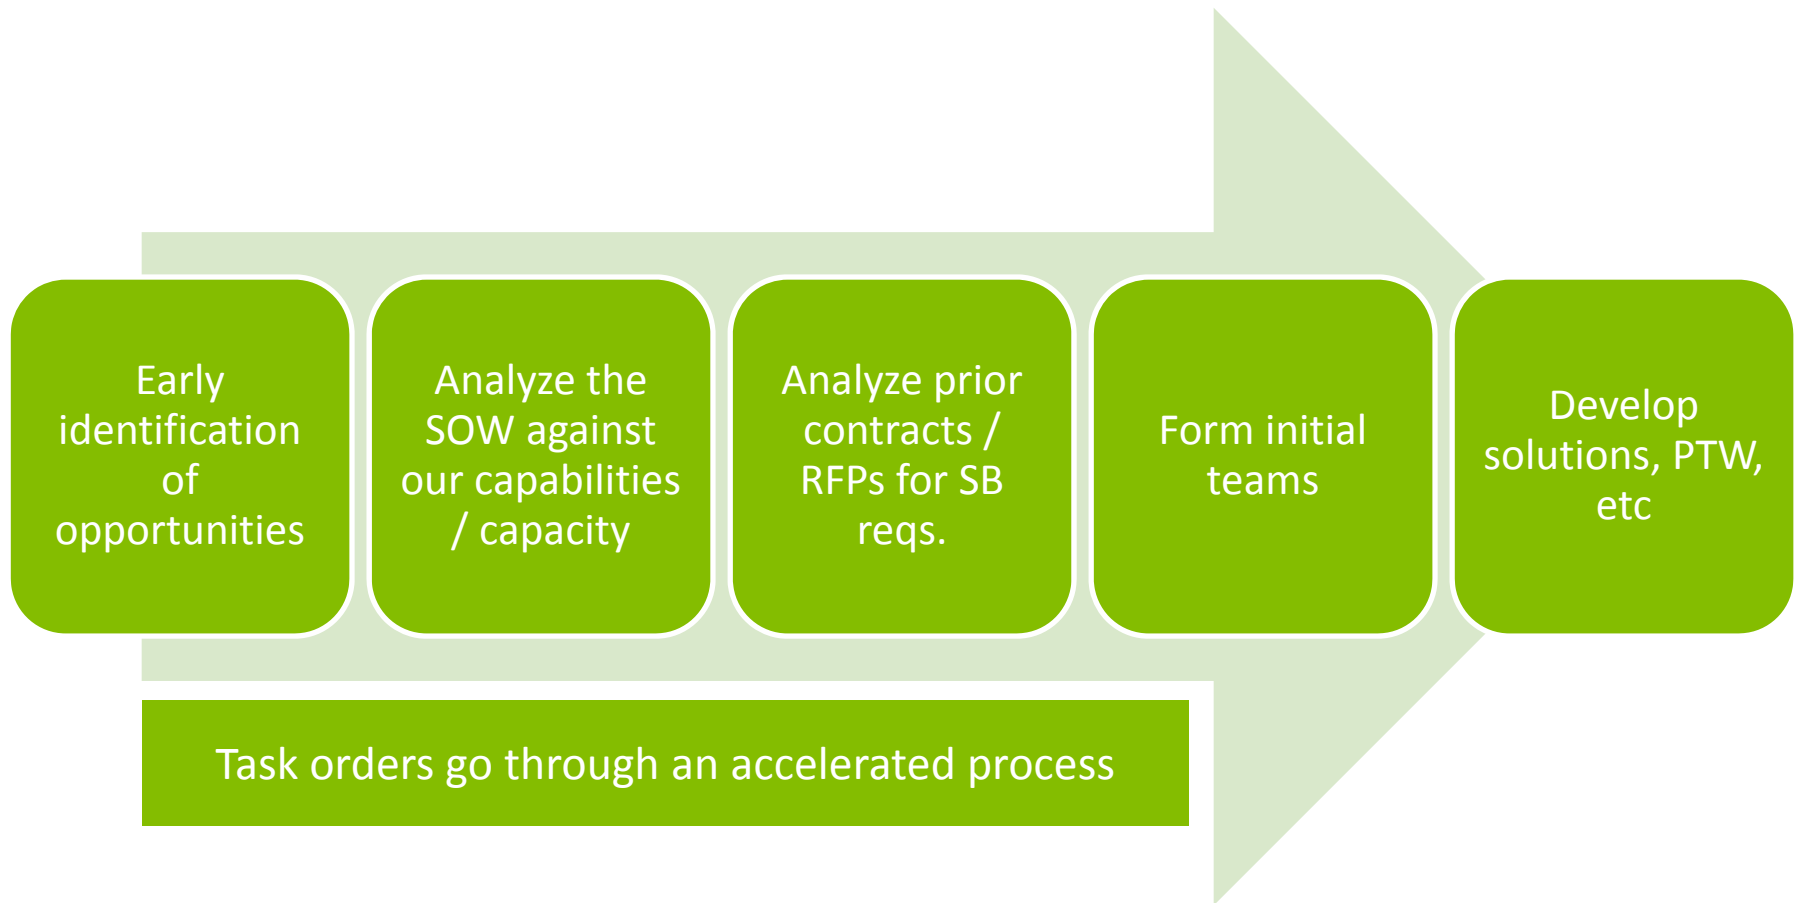 Early
identification
of
opportunities
Analyze the
SOW against
our capabilities
/ capacity
Analyze prior
contracts /
RFPs for SB
reqs.
Form initial
teams
Develop
solutions, PTW,
etc
Task orders go through an accelerated process